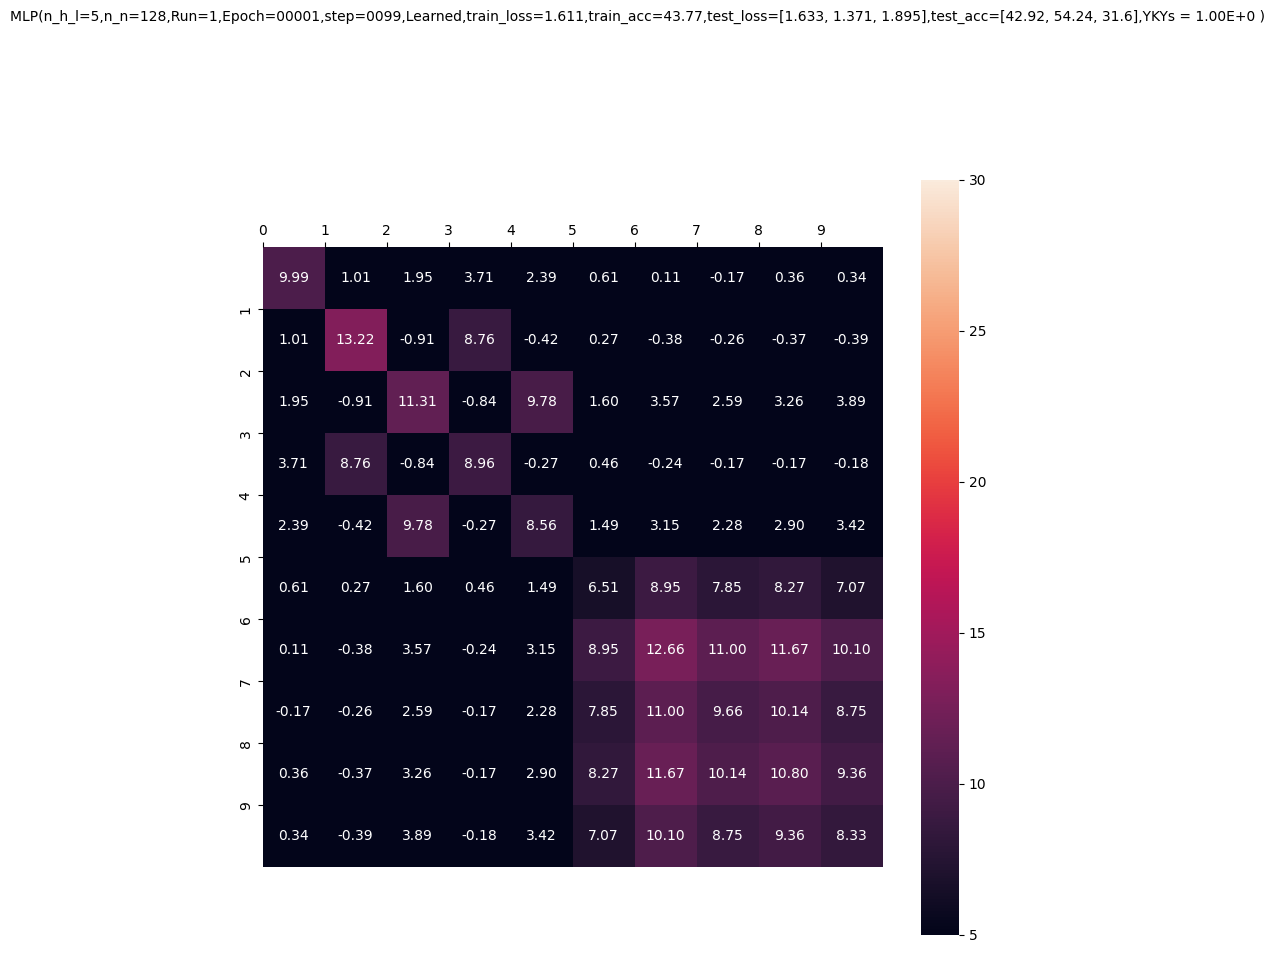 MLP(n_h_l=5,n_n=128,Run=1,Epoch=00001,step=0099,Learned,train_loss=1.611,train_acc=43.77,test_loss=[1.633, 1.371, 1.895],test_acc=[42.92, 54.24, 31.6],YKYs = 1.00E+0 )
30
0 1 2 3 4 5 6 7 8 9
9.99 1.01 1.95 3.71 2.39 0.61 0.11 -0.17 0.36 0.34
1
1.01 13.22 -0.91 8.76 -0.42 0.27 -0.38 -0.26 -0.37 -0.39
25
2
1.95 -0.91 11.31 -0.84 9.78 1.60 3.57 2.59 3.26 3.89
3
3.71 8.76 -0.84 8.96 -0.27 0.46 -0.24 -0.17 -0.17 -0.18
20
4
2.39 -0.42 9.78 -0.27 8.56 1.49 3.15 2.28 2.90 3.42
5
0.61 0.27 1.60 0.46 1.49 6.51 8.95 7.85 8.27 7.07
6
15
0.11 -0.38 3.57 -0.24 3.15 8.95 12.66 11.00 11.67 10.10
7
-0.17 -0.26 2.59 -0.17 2.28 7.85 11.00 9.66 10.14 8.75
8
0.36 -0.37 3.26 -0.17 2.90 8.27 11.67 10.14 10.80 9.36
10
9
0.34 -0.39 3.89 -0.18 3.42 7.07 10.10 8.75 9.36 8.33
5